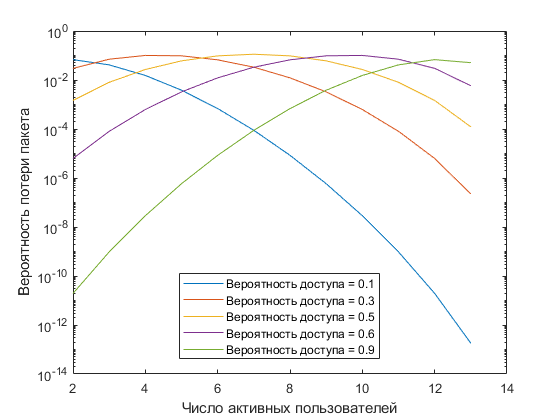 10^0
10^-2
10^-4
10^-6
10^-8
10^-10
10^-12
10^-14
Вероятность потери пакета
Вероятность доступа = 0.1
Вероятность доступа = 0.3
Вероятность доступа = 0.5
Вероятность доступа = 0.6
Вероятность доступа = 0.9
2 4 6 8 10 12 14
Число активных пользователей